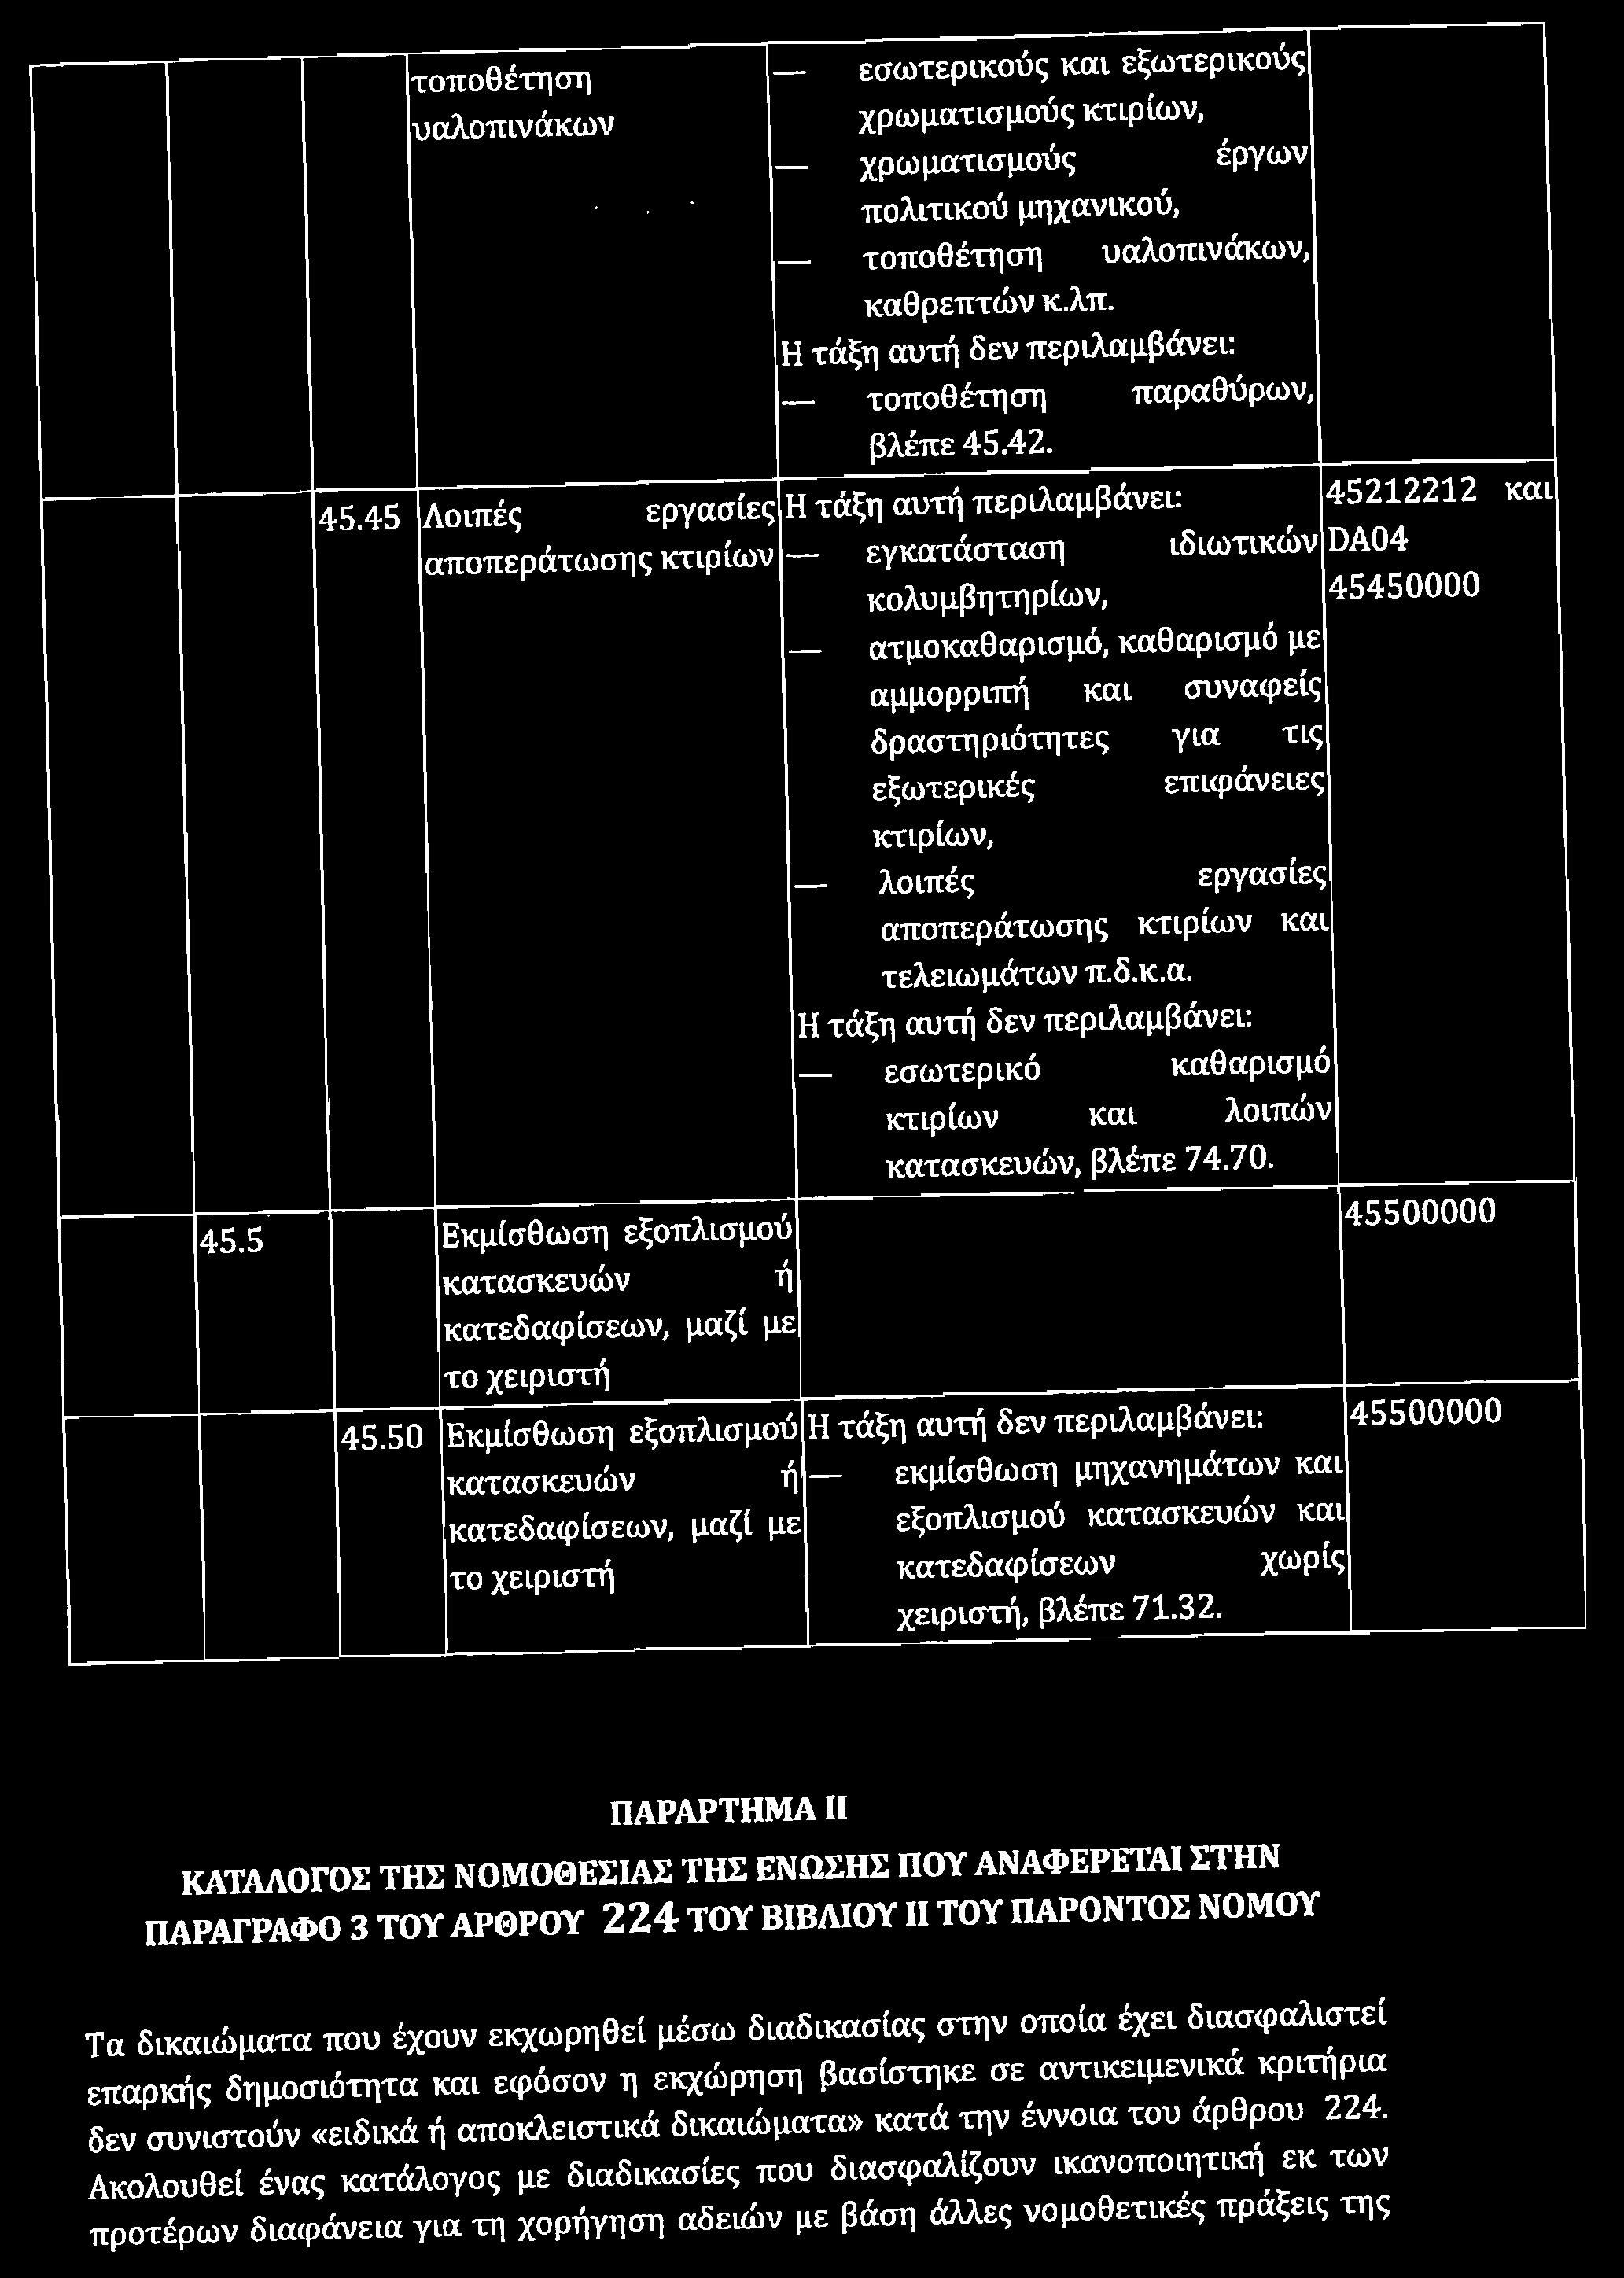 τοποθέτηση
υαλοπινάκων
— εσωτερικούς και εξωτερικούς
χρωματισμούς κτιρίων,
— χρωματισμούς έργων
πολιτικού μηχανικού,
— τοποθέτηση υαλοπινάκων,
καθρεπτών κ.λπ.
Η τάξη αυτή δεν περιλαμβάνει:
— τοποθέτηση παραθύρων,
βλέπε 45.42.
45.45
Λοιπές εργασίες
αποπεράτωσης κτιρίων
Η τάξη αυτή περιλαμβάνει:
— εγκατάσταση ιδιωτικών
κολυμβητηρίων,
— ατμοκαθαρισμό, καθαρισμό με
αμμορριπή και συναφείς
δραστηριότητες για τις
εξωτερικές επιφάνειες
κτιρίων,
— λοιπές εργασίες
αποπεράτωσης κτιρίων και
τελειωμάτων π.δ.κ.α.
Η τάξη αυτή δεν περιλαμβάνει:
— εσωτερικό καθαρισμό
κτιρίων και λοιπών
κατασκευών, βλέπε 74.70.
45212212 και
DA04
45450000
45.5
Εκμίσθωση εξοπλισμού
κατασκευών ή
κατεδαφίσεων, μαζί με
το χειριστή
45500000
45.50
Εκμίσθωση εξοπλισμού
κατασκευών ή
κατεδαφίσεων, μαζί με
το χειριστή
Η τάξη αυτή δεν περιλαμβάνει:
— εκμίσθωση μηχανημάτων και
εξοπλισμού κατασκευών και
κατεδαφίσεων χωρίς
χειριστή, βλέπε 71.32.
45500000
ΠΑΡΑΡΤΗΜΑ ΙΙ
ΚΑΤΑΛΟΓΟΣ ΤΗΣ ΝΟΜΟΘΕΣΙΑΣ ΤΗΣ ΕΝΩΣΗΣ ΠΟΥ ΑΝΑΦΕΡΕΤΑΙ ΣΤΗΝ
ΠΑΡΑΓΡΑΦΟ 3 ΤΟΥ ΑΡΘΡΟΥ 224 ΤΟΥ ΒΙΒΛΙΟΥ ΙΙ ΤΟΥ ΠΑΡΟΝΤΟΣ ΝΟΜΟΥ
Τα δικαιώματα που έχουν εκχωρηθεί μέσω διαδικασίας στην οποία έχει διασφαλιστεί
επαρκής δημοσιότητα και εφόσον η εκχώρηση βασίστηκε σε αντικειμενικά κριτήρια
δεν συνιστούν «ειδικά ή αποκλειστικά δικαιώματα» κατά την έννοια του άρθρου 224.
Ακολουθεί ένας κατάλογος με διαδικασίες που διασφαλίζουν ικανοποιητική εκ των
προτέρων διαφάνεια για τη χορήγηση αδειών με βάση άλλες νομοθετικές πράξεις της